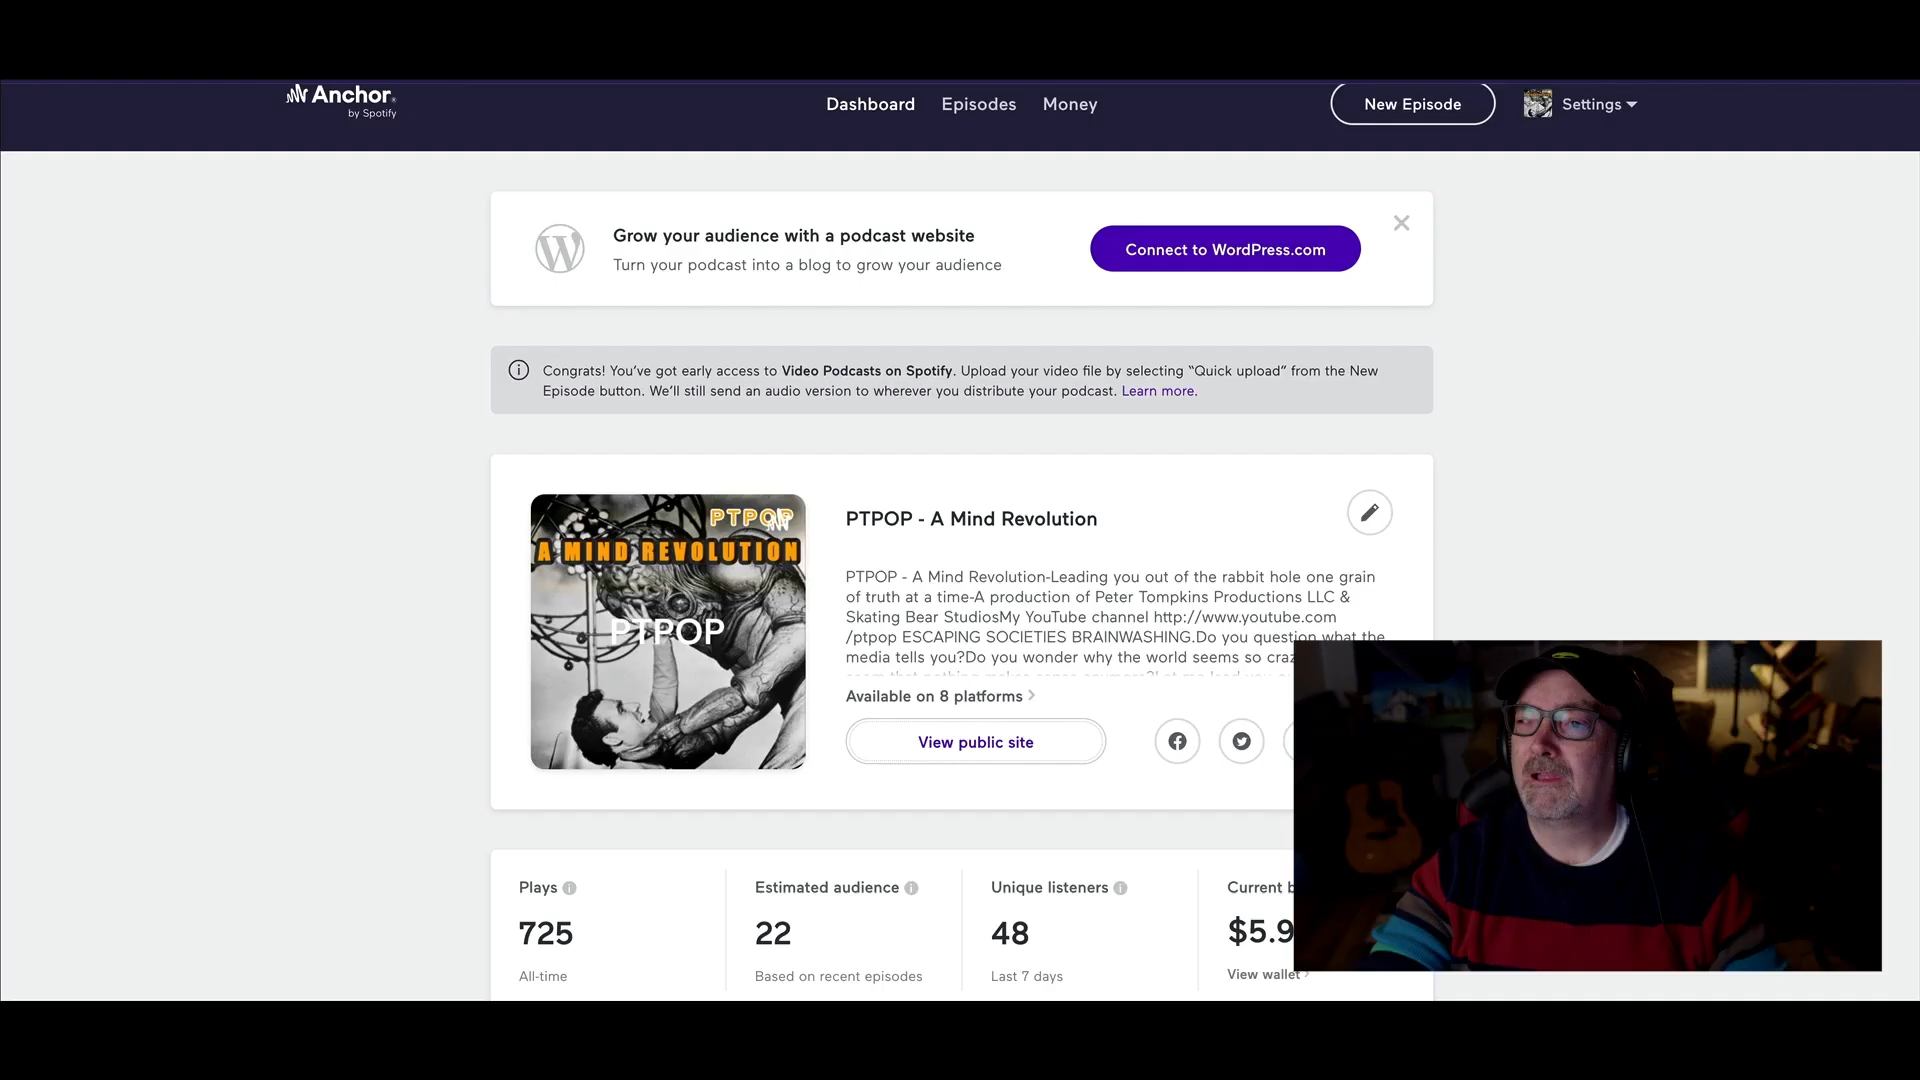 Anchor
by Spotify
Dashboard
Episodes
Money
New Episode
Settings
Grow your audience with a podcast website
Turn your podcast into a blog to grow your audience
Connect to WordPress.com
Congrats! You’ve got early access to Video Podcasts on Spotify. Upload your video file by selecting “Quick upload” from the New
Episode button. We’ll still send an audio version to wherever you distribute your podcast. Learn more.
PTPOP
A MIND REVOLUTION
PTPOP
PTPOP - A Mind Revolution
PTPOP - A Mind Revolution-Leading you out of the rabbit hole one grain
of truth at a time-A production of Peter Tompkins Productions LLC &
Skating Bear StudiosMy YouTube channel http://www.youtube.com
/ptpop ESCAPING SOCIETIES BRAINWASHING.Do you question what the
media tells you?Do you wonder why the world seems so
Available on 8 platforms
View public site
Plays
725
All-time
Estimated audience
22
Based on recent episodes
Unique listeners
48
Last 7 days
Current
$5.9
View wallet